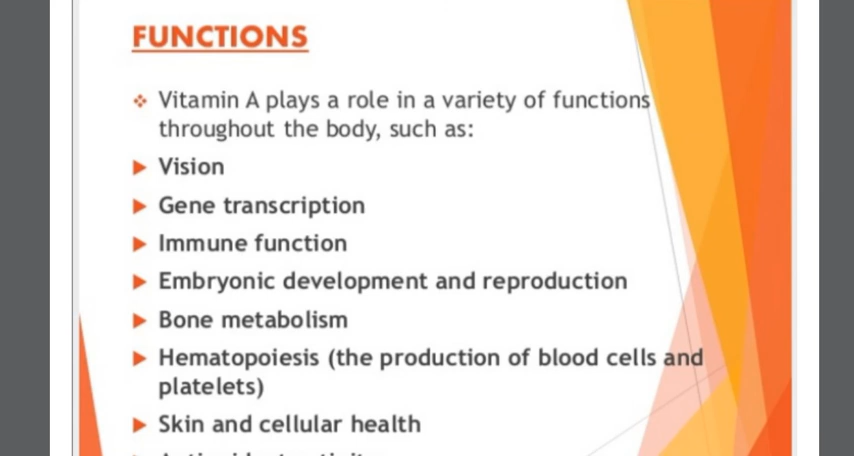 FUNCTIONS
❖ Vitamin A plays a role in a variety of functions
throughout the body, such as:
▶ Vision
▶ Gene transcription
▶ Immune function
▶ Embryonic development and reproduction
▶ Bone metabolism
▶ Hematopoiesis (the production of blood cells and
platelets)
▶ Skin and cellular health